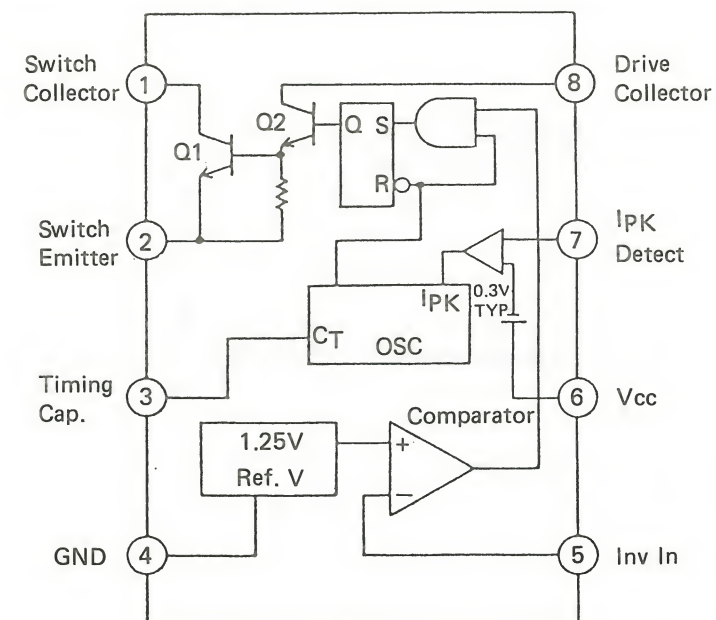 Switch
Collector
1
8
Drive
Collector
Q1
Q2
Q S
R
Switch
Emitter
2
7
IPK
Detect
IPK
0.3V
TYP
CT
OSC
Timing
Cap.
3
6
Vcc
Comparator
1.25V
Ref. V
+
−
GND
4
5
Inv In